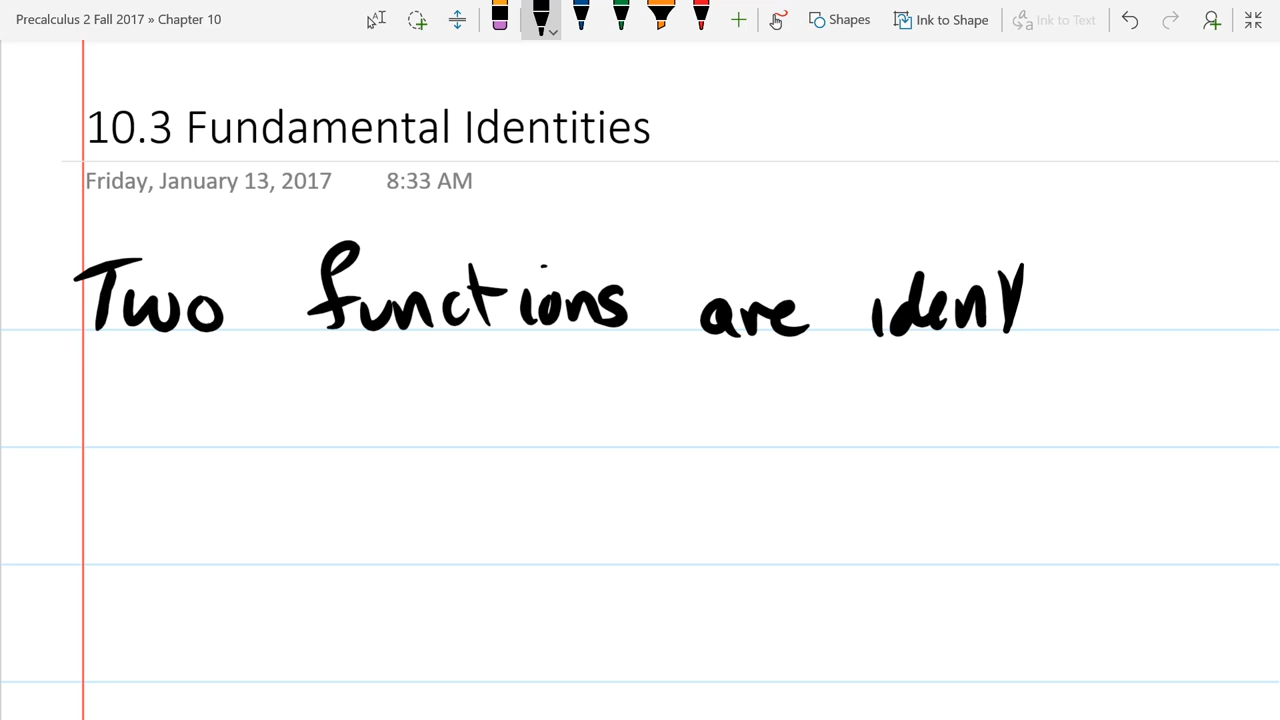 Precalculus 2 Fall 2017 » Chapter 10
Shapes
Ink to Shape
Ink to Text
10.3 Fundamental Identities
Friday, January 13, 2017 8:33 AM
Two functions are ident